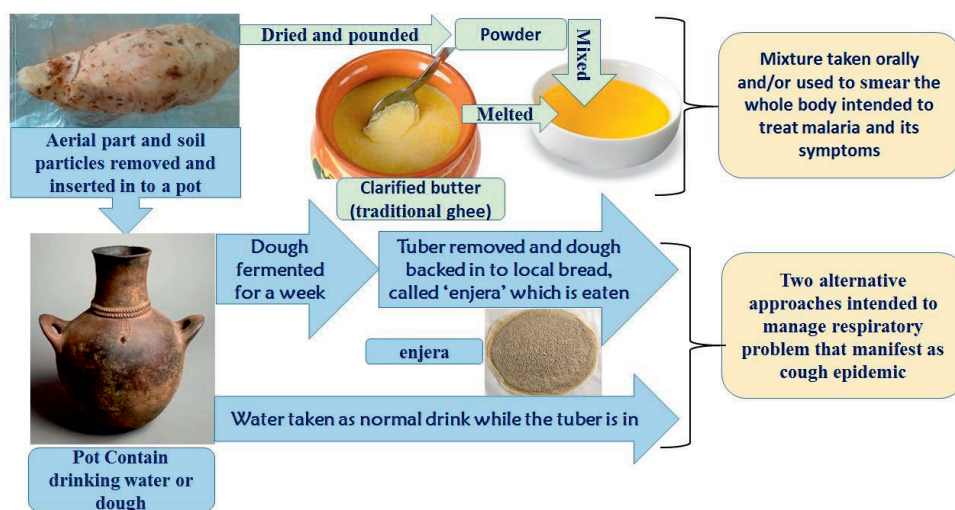 Dried and pounded
Powder
Mixed
Melted
Clarified butter
(traditional ghee)
Mixture taken orally
and/or used to smear the
whole body intended to
treat malaria and its
symptoms
Aerial part and soil
particles removed and
inserted in to a pot
Dough
fermented
for a week
Tuber removed and dough
backed in to local bread,
called ‘enjera’ which is eaten
enjera
Water taken as normal drink while the tuber is in
Pot Contain
drinking water or
dough
Two alternative
approaches intended to
manage respiratory
problem that manifest as
cough epidemic